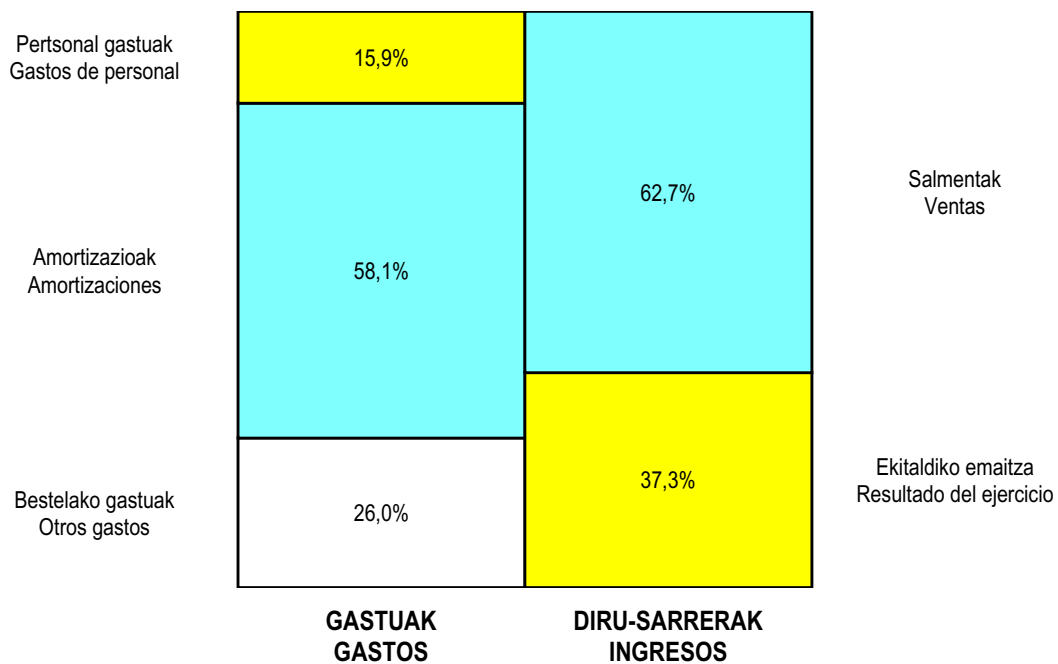 Pertsonal gastuak
Gastos de personal
15,9%
Salmentak
Ventas
62,7%
Amortizazioak
Amortizaciones
58,1%
Ekitaldiko emaitza
Resultado del ejercicio
37,3%
Bestelako gastuak
Otros gastos
26,0%
GASTUAK
GASTOS
DIRU-SARRERAK
INGRESOS